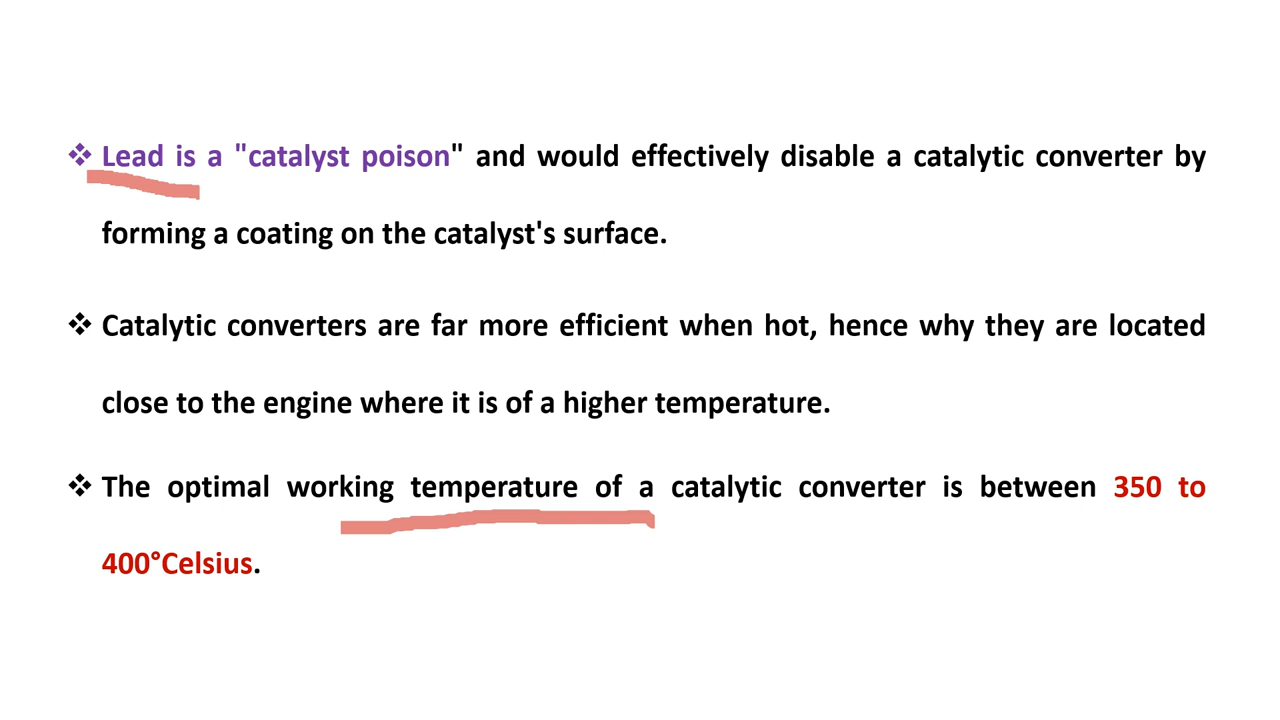 ❖ Lead is a "catalyst poison" and would effectively disable a catalytic converter by
forming a coating on the catalyst's surface.
❖ Catalytic converters are far more efficient when hot, hence why they are located
close to the engine where it is of a higher temperature.
❖ The optimal working temperature of a catalytic converter is between 350 to
400°Celsius.